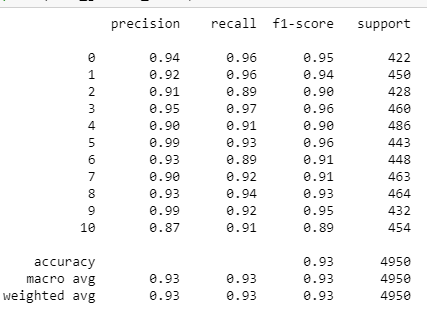 precision recall f1-score support
0 0.94 0.96 0.95 422
1 0.92 0.96 0.94 450
2 0.91 0.89 0.90 428
3 0.95 0.97 0.96 460
4 0.90 0.91 0.90 486
5 0.99 0.93 0.96 443
6 0.93 0.89 0.91 448
7 0.90 0.92 0.91 463
8 0.93 0.94 0.93 464
9 0.99 0.92 0.95 432
10 0.87 0.91 0.89 454
accuracy 0.93 4950
macro avg 0.93 0.93 0.93 4950
weighted avg 0.93 0.93 0.93 4950